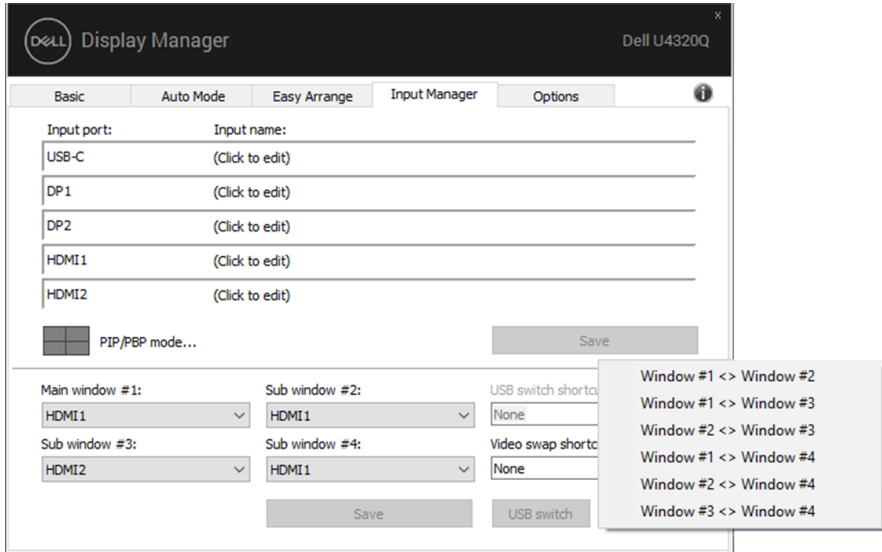 x
DELL Display Manager Dell U4320Q
Basic Auto Mode Easy Arrange Input Manager Options i
Input port: Input name:
USB-C (Click to edit)
DP1 (Click to edit)
DP2 (Click to edit)
HDMI1 (Click to edit)
HDMI2 (Click to edit)
PIP/PBP mode... Save
Main window #1: Sub window #2: USB switch shortcu
HDMI1 HDMI1 None
Sub window #3: Sub window #4: Video swap shortc
HDMI2 HDMI1 None
Save USB switch
Window #1 <> Window #2
Window #1 <> Window #3
Window #2 <> Window #3
Window #1 <> Window #4
Window #2 <> Window #4
Window #3 <> Window #4